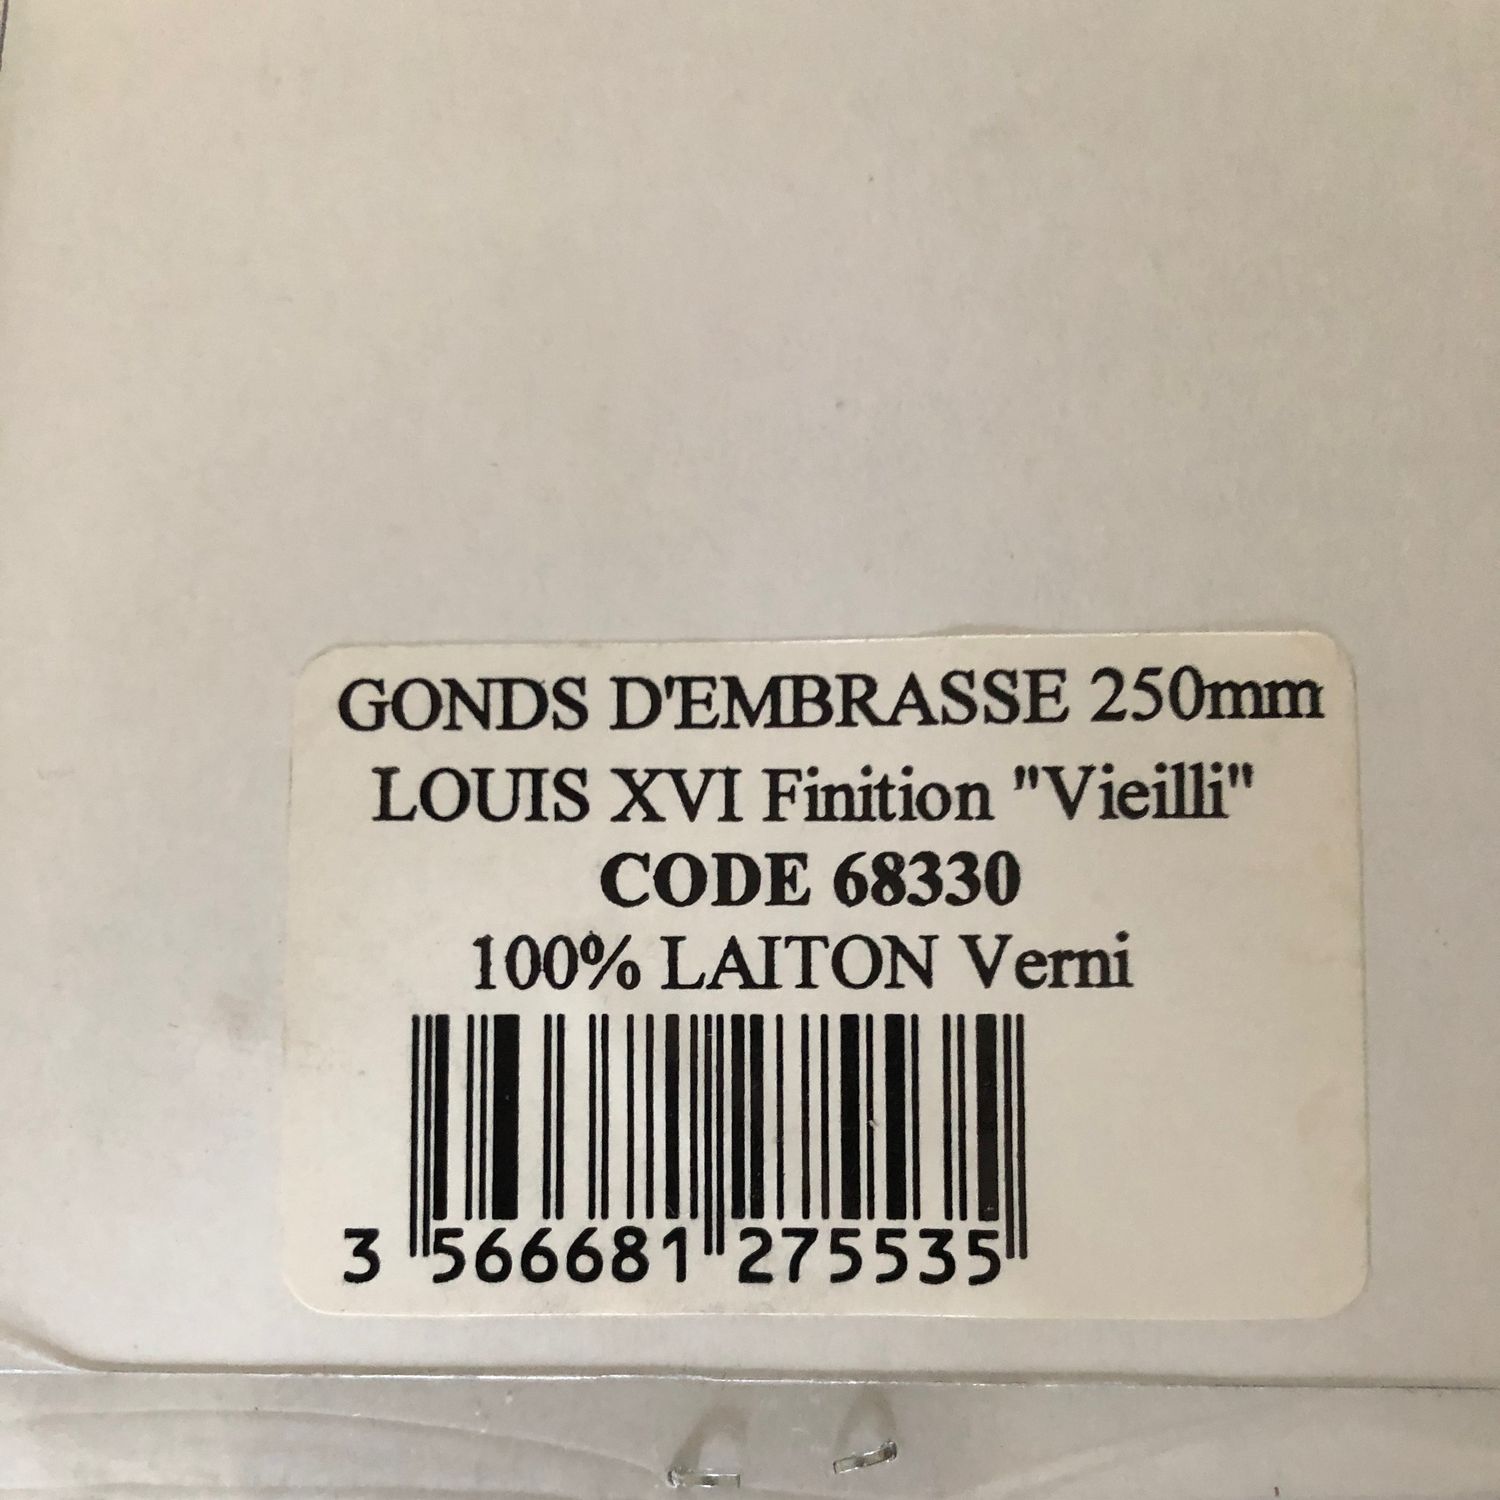 GONDS D'EMBRASSE 250mm
LOUIS XVI Finition "Vieilli"
CODE 68330
100% LAITON Verni
3 566681 275535